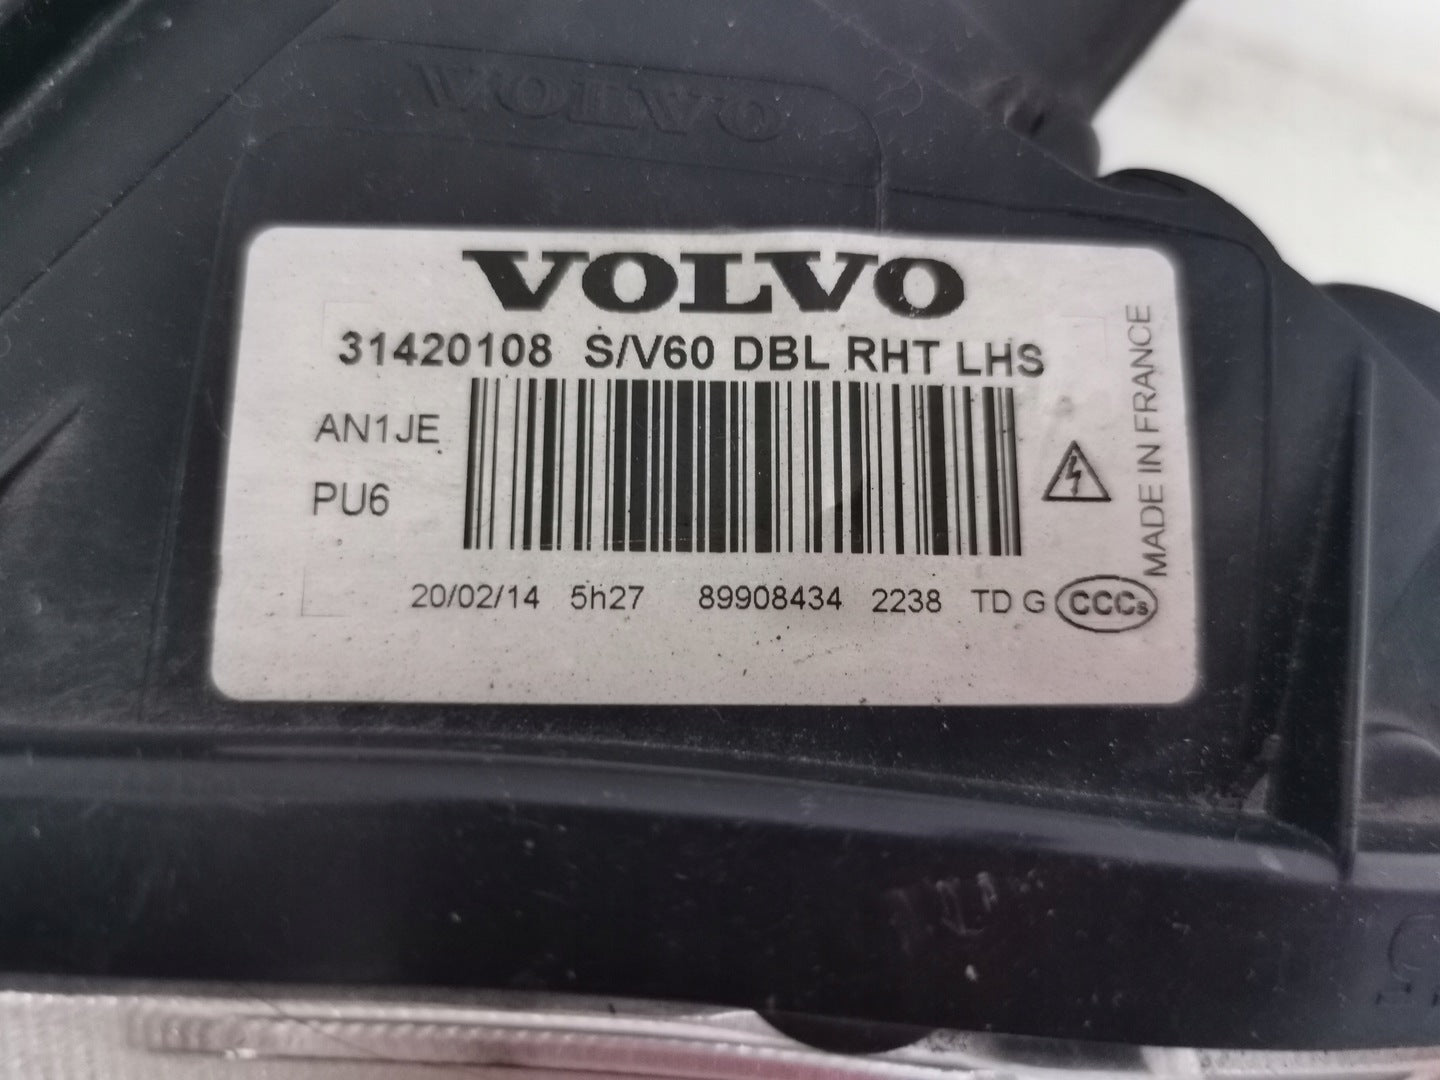 VOLVO
VOLVO
31420108 S/V60 DBL RHT LHS
AN1JE
PU6
MADE IN FRANCE
20/02/14 5h27 89908434 2238 TD G CCCs